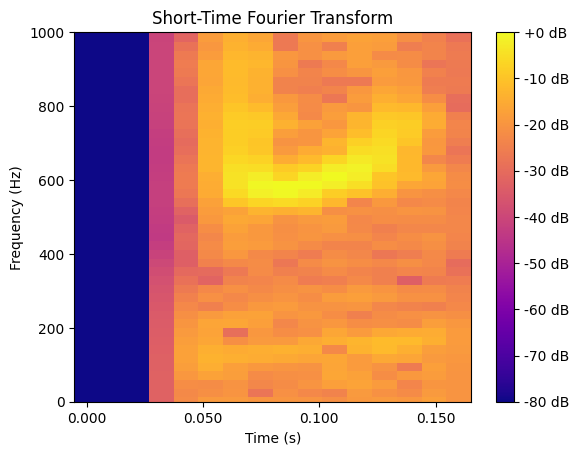 Short-Time Fourier Transform
1000
800
600
400
200
0
Frequency (Hz)
0.000
0.050
0.100
0.150
Time (s)
+0 dB
-10 dB
-20 dB
-30 dB
-40 dB
-50 dB
-60 dB
-70 dB
-80 dB